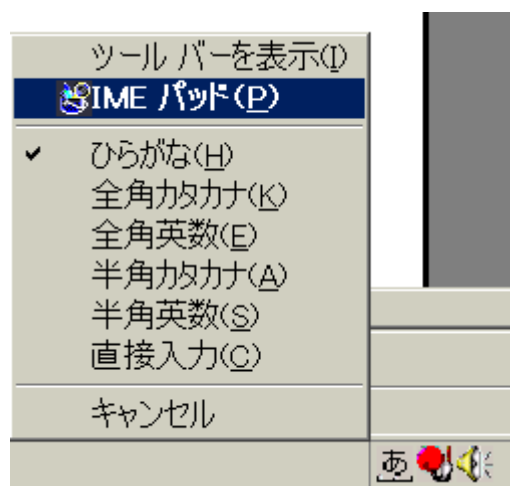 ツール バーを表示(I)
IME パッド(P)
ひらがな(H)
全角カタカナ(K)
全角英数(E)
半角カタカナ(A)
半角英数(S)
直接入力(C)
キャンセル
あ